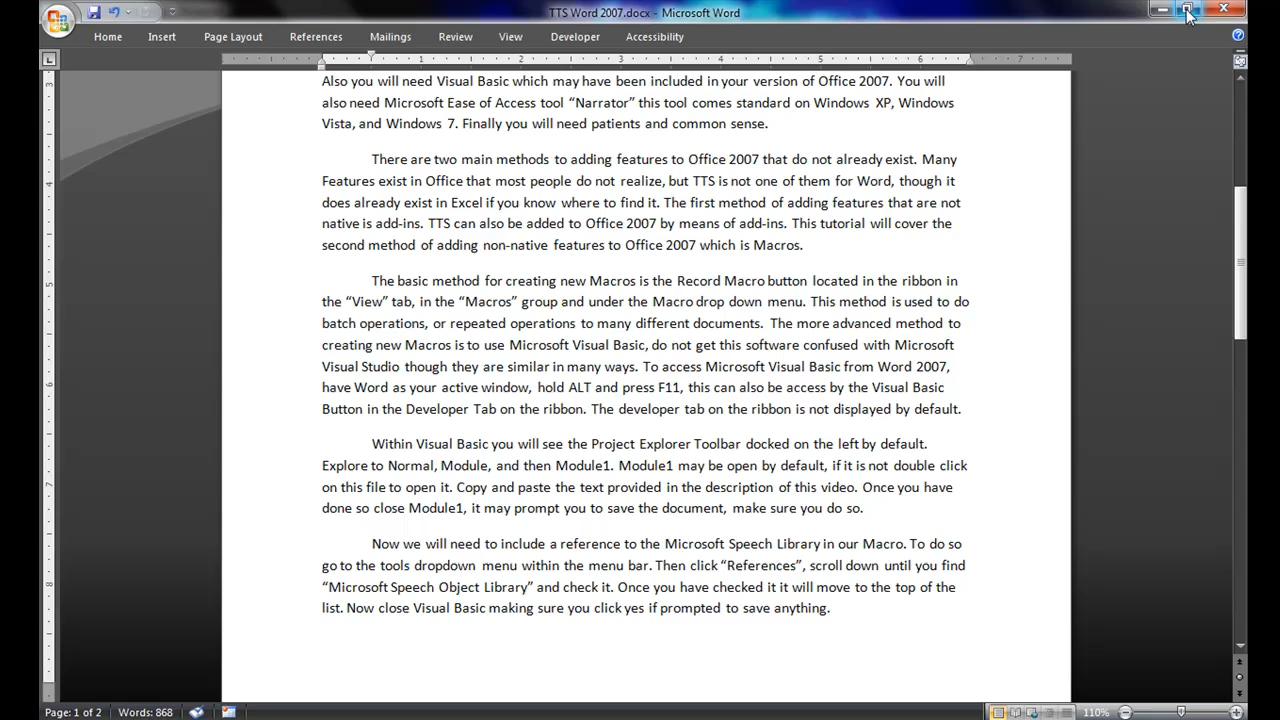 TTS Word 2007.docx - Microsoft Word
Home Insert Page Layout References Mailings Review View Developer Accessibility
1 2 3 4 5 6 7
Also you will need Visual Basic which may have been included in your version of Office 2007. You will
also need Microsoft Ease of Access tool “Narrator” this tool comes standard on Windows XP, Windows
Vista, and Windows 7. Finally you will need patients and common sense.
There are two main methods to adding features to Office 2007 that do not already exist. Many
Features exist in Office that most people do not realize, but TTS is not one of them for Word, though it
does already exist in Excel if you know where to find it. The first method of adding features that are not
native is add-ins. TTS can also be added to Office 2007 by means of add-ins. This tutorial will cover the
second method of adding non-native features to Office 2007 which is Macros.
The basic method for creating new Macros is the Record Macro button located in the ribbon in
the “View” tab, in the “Macros” group and under the Macro drop down menu. This method is used to do
batch operations, or repeated operations to many different documents. The more advanced method to
creating new Macros is to use Microsoft Visual Basic, do not get this software confused with Microsoft
Visual Studio though they are similar in many ways. To access Microsoft Visual Basic from Word 2007,
have Word as your active window, hold ALT and press F11, this can also be access by the Visual Basic
Button in the Developer Tab on the ribbon. The developer tab on the ribbon is not displayed by default.
Within Visual Basic you will see the Project Explorer Toolbar docked on the left by default.
Explore to Normal, Module, and then Module1. Module1 may be open by default, if it is not double click
on this file to open it. Copy and paste the text provided in the description of this video. Once you have
done so close Module1, it may prompt you to save the document, make sure you do so.
Now we will need to include a reference to the Microsoft Speech Library in our Macro. To do so
go to the tools dropdown menu within the menu bar. Then click “References”, scroll down until you find
“Microsoft Speech Object Library” and check it. Once you have checked it it will move to the top of the
list. Now close Visual Basic making sure you click yes if prompted to save anything.
3
4
5
6
7
8
Page: 1 of 2 Words: 868 110%